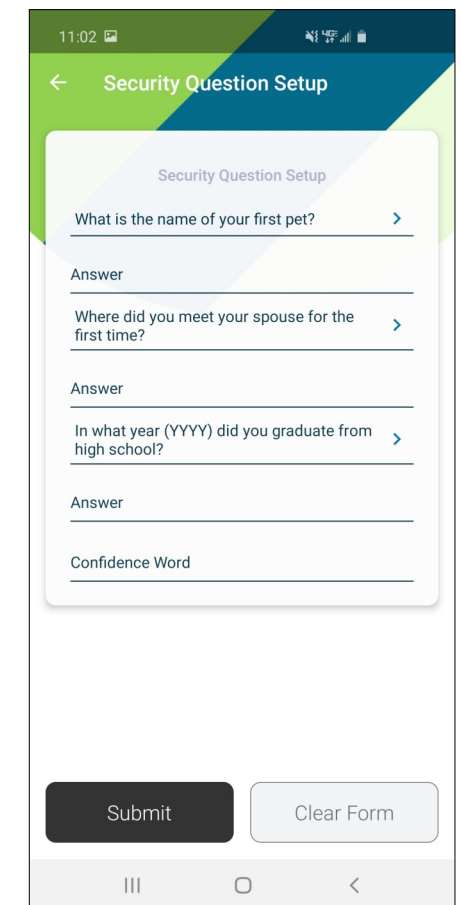 11:02
Security Question Setup
Security Question Setup
What is the name of your first pet?
Answer
Where did you meet your spouse for the
first time?
Answer
In what year (YYYY) did you graduate from
high school?
Answer
Confidence Word
Submit
Clear Form